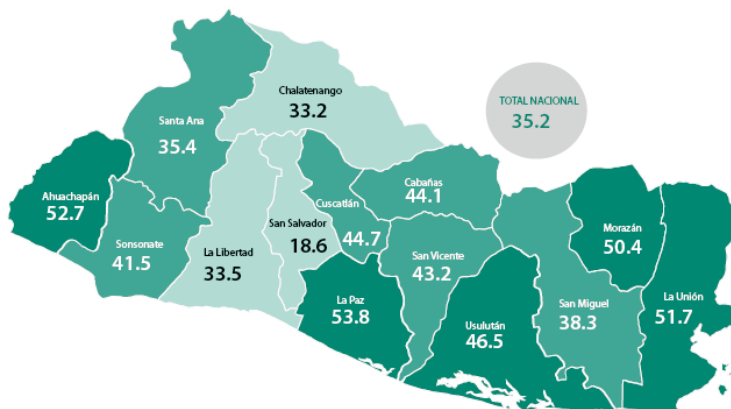 Chalatenango
33.2
TOTAL NACIONAL
35.2
Santa Ana
35.4
Ahuachapán
52.7
Sonsonate
41.5
La Libertad
33.5
San Salvador
18.6
Cuscatlán
44.7
Cabañas
44.1
San Vicente
43.2
La Paz
53.8
Usulután
46.5
San Miguel
38.3
Morazán
50.4
La Unión
51.7